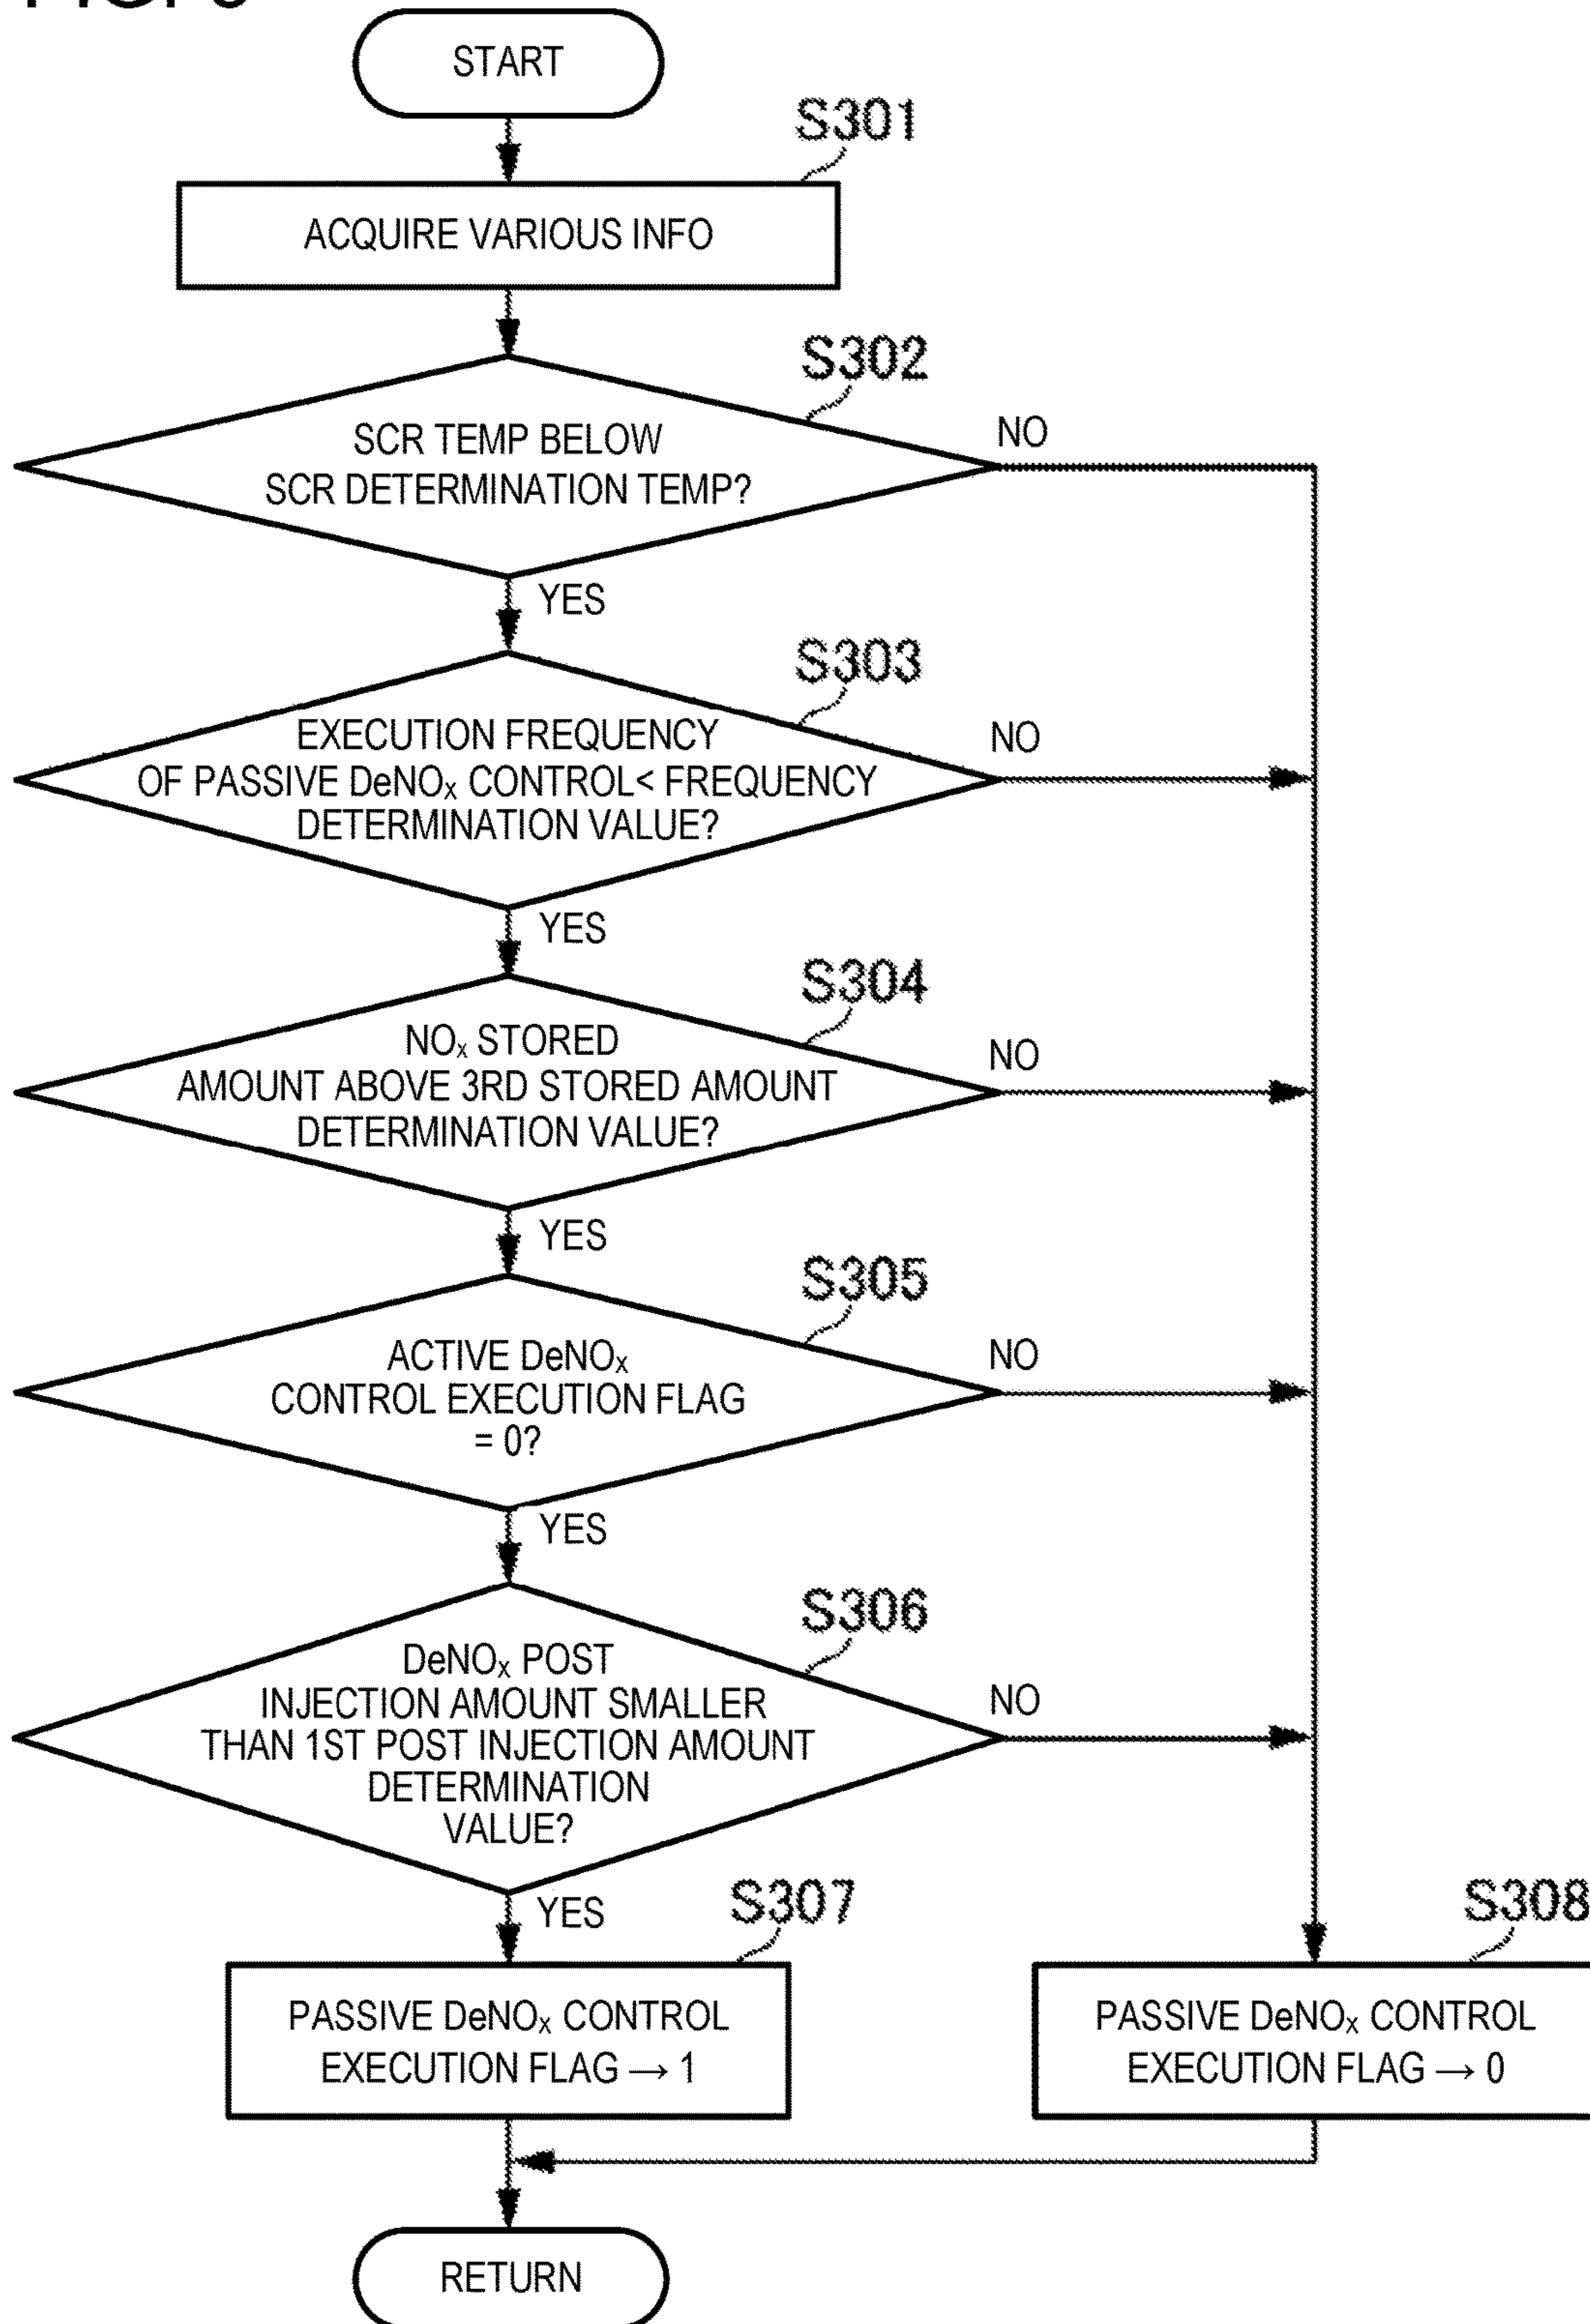 START
S301
ACQUIRE VARIOUS INFO
S302
SCR TEMP BELOW
SCR DETERMINATION TEMP?
NO
YES
S303
EXECUTION FREQUENCY
OF PASSIVE DeNOₓ CONTROL< FREQUENCY
DETERMINATION VALUE?
NO
YES
S304
NOₓ STORED
AMOUNT ABOVE 3RD STORED AMOUNT
DETERMINATION VALUE?
NO
YES
S305
ACTIVE DeNOₓ
CONTROL EXECUTION FLAG
= 0?
NO
YES
S306
DeNOₓ POST
INJECTION AMOUNT SMALLER
THAN 1ST POST INJECTION AMOUNT
DETERMINATION
VALUE?
NO
YES
S307
PASSIVE DeNOₓ CONTROL
EXECUTION FLAG → 1
S308
PASSIVE DeNOₓ CONTROL
EXECUTION FLAG → 0
RETURN